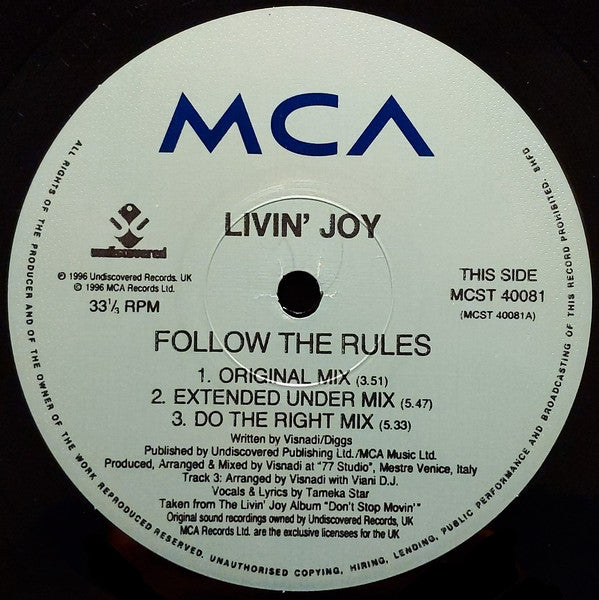 MCA
LIVIN' JOY
undiscovered
℗ 1996 Undiscovered Records. UK
© 1996 MCA Records Ltd.
33⅓ RPM
THIS SIDE
MCST 40081
(MCST 40081A)
FOLLOW THE RULES
1. ORIGINAL MIX (3.51)
2. EXTENDED UNDER MIX (5.47)
3. DO THE RIGHT MIX (5.33)
Written by Visnadi/Diggs
Published by Undiscovered Publishing Ltd./MCA Music Ltd.
Produced, Arranged & Mixed by Visnadi at "77 Studio", Mestre Venice, Italy
Track 3: Arranged by Visnadi with Viani D.J.
Vocals & Lyrics by Tameka Star
Taken from The Livin' Joy Album "Don't Stop Movin'"
Original sound recordings owned by Undiscovered Records, UK
MCA Records Ltd. are the exclusive licensees for the UK
ALL RIGHTS OF THE PRODUCER AND OF THE OWNER OF THE WORK REPRODUCED RESERVED. UNAUTHORISED COPYING, HIRING, LENDING, PUBLIC PERFORMANCE AND BROADCASTING OF THIS RECORD PROHIBITED. BHFD